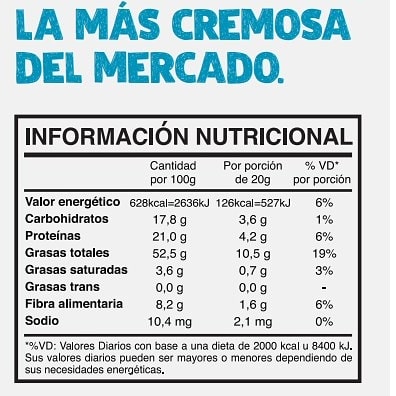 LA MÁS CREMOSA
DEL MERCADO.
INFORMACIÓN NUTRICIONAL
Cantidad por 100g Por porción de 20g % VD* por porción
Valor energético 628kcal=2636kJ 126kcal=527kJ 6%
Carbohidratos 17,8 g 3,6 g 1%
Proteínas 21,0 g 4,2 g 6%
Grasas totales 52,5 g 10,5 g 19%
Grasas saturadas 3,6 g 0,7 g 3%
Grasas trans 0,0 g 0,0 g -
Fibra alimentaria 8,2 g 1,6 g 6%
Sodio 10,4 mg 2,1 mg 0%
*%VD: Valores Diarios con base a una dieta de 2000 kcal u 8400 kJ.
Sus valores diarios pueden ser mayores o menores dependiendo de
sus necesidades energéticas.